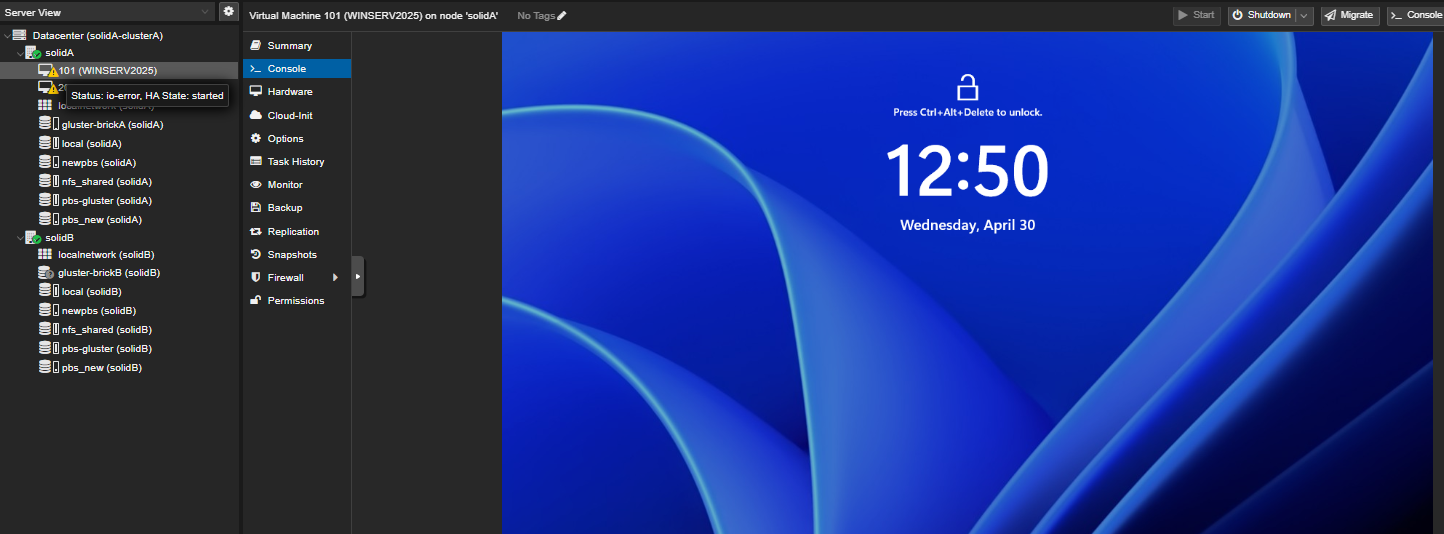 Server View
Virtual Machine 101 (WINSERV2025) on node 'solidA' No Tags
Start Shutdown Migrate Console
Datacenter (solidA-clusterA)
solidA
101 (WINSERV2025)
Status: io-error, HA State: started
localnetwork (solidA)
gluster-brickA (solidA)
local (solidA)
newpbs (solidA)
nfs_shared (solidA)
pbs-gluster (solidA)
pbs_new (solidA)
solidB
localnetwork (solidB)
gluster-brickB (solidB)
local (solidB)
newpbs (solidB)
nfs_shared (solidB)
pbs-gluster (solidB)
pbs_new (solidB)
Summary
Console
Hardware
Cloud-Init
Options
Task History
Monitor
Backup
Replication
Snapshots
Firewall
Permissions
Press Ctrl+Alt+Delete to unlock.
12:50
Wednesday, April 30